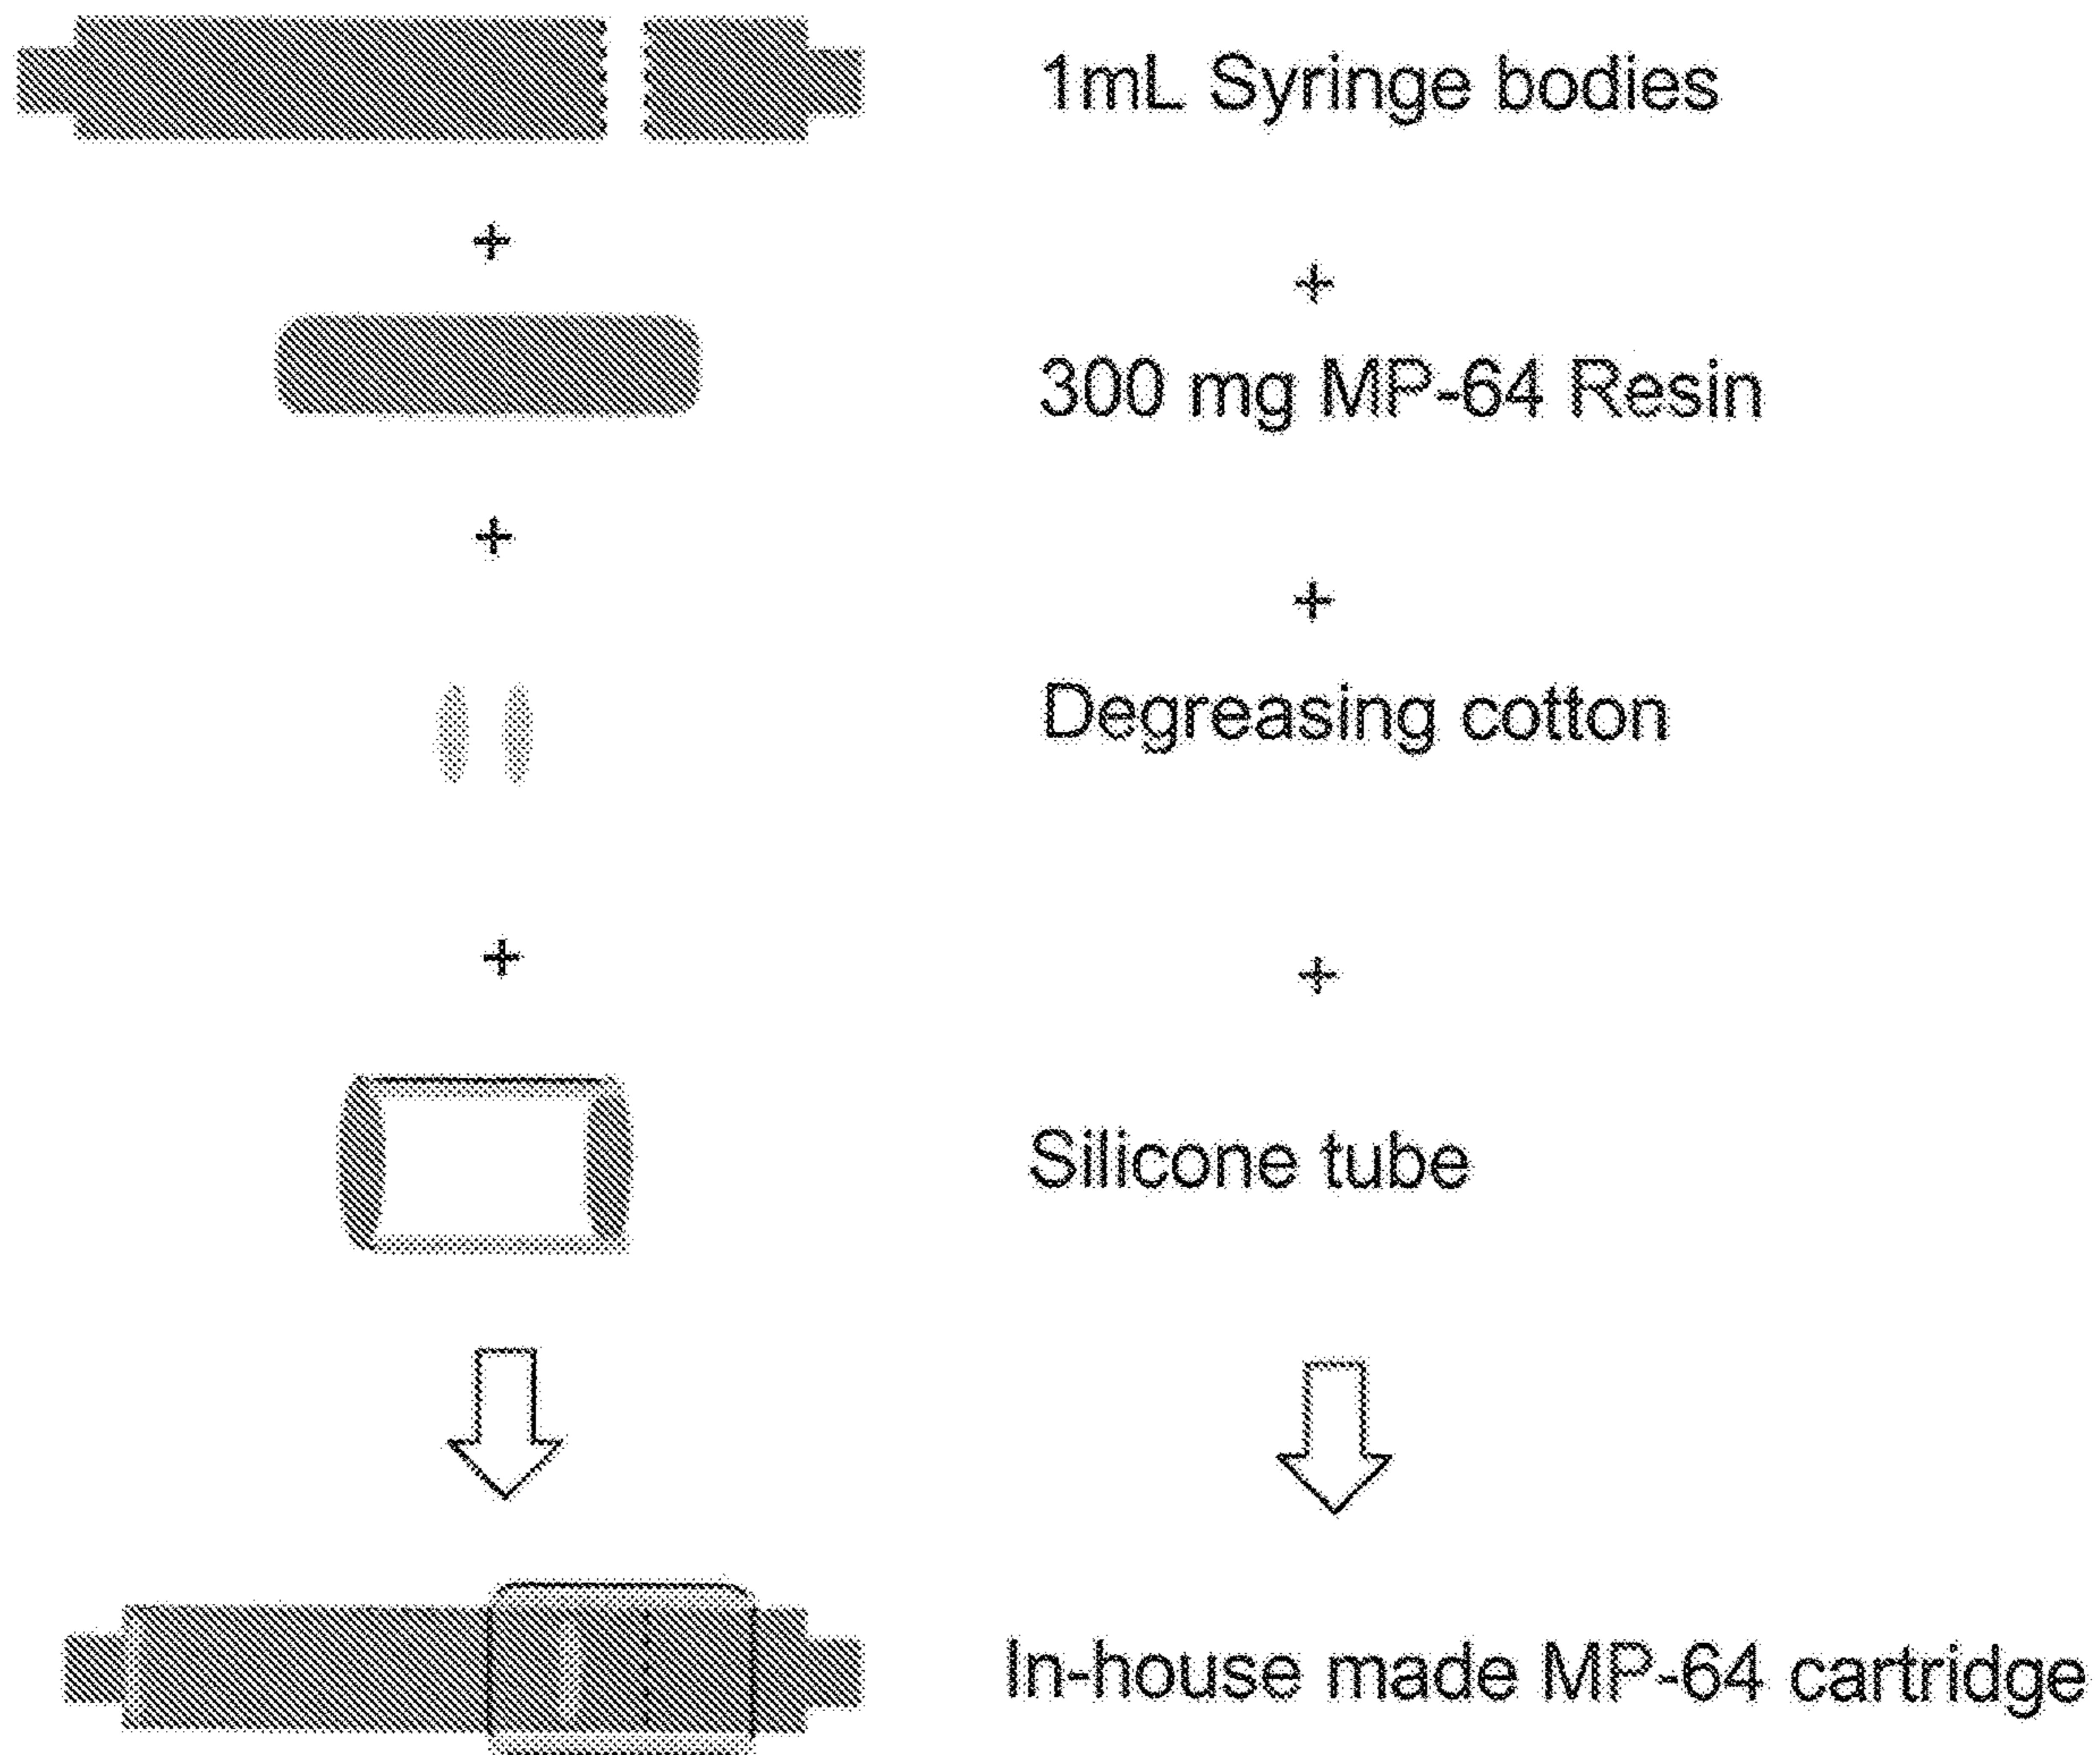 1mL Syringe bodies
+
+
300 mg MP-64 Resin
+
+
Degreasing cotton
+
+
Silicone tube
In-house made MP-64 cartridge